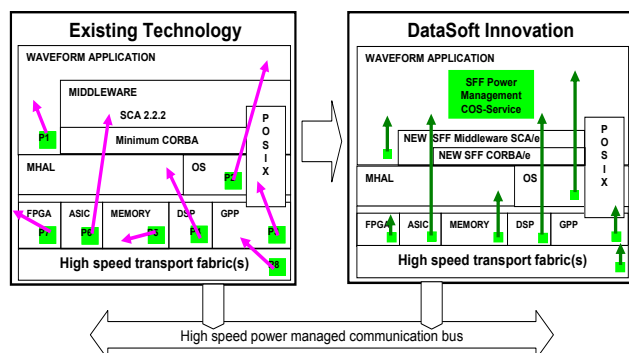 Existing Technology
WAVEFORM APPLICATION
MIDDLEWARE
SCA 2.2.2
Minimum CORBA
POSIX
P1
MHAL
OS
P2
FPGA
ASIC
MEMORY
DSP
GPP
P7
P6
High speed transport fabric(s)
P8
DataSoft Innovation
WAVEFORM APPLICATION
SFF Power
Management
COS-Service
NEW SFF Middleware SCA/e
NEW SFF CORBA/e
POSIX
MHAL
OS
FPGA
ASIC
MEMORY
DSP
GPP
High speed transport fabric(s)
High speed power managed communication bus